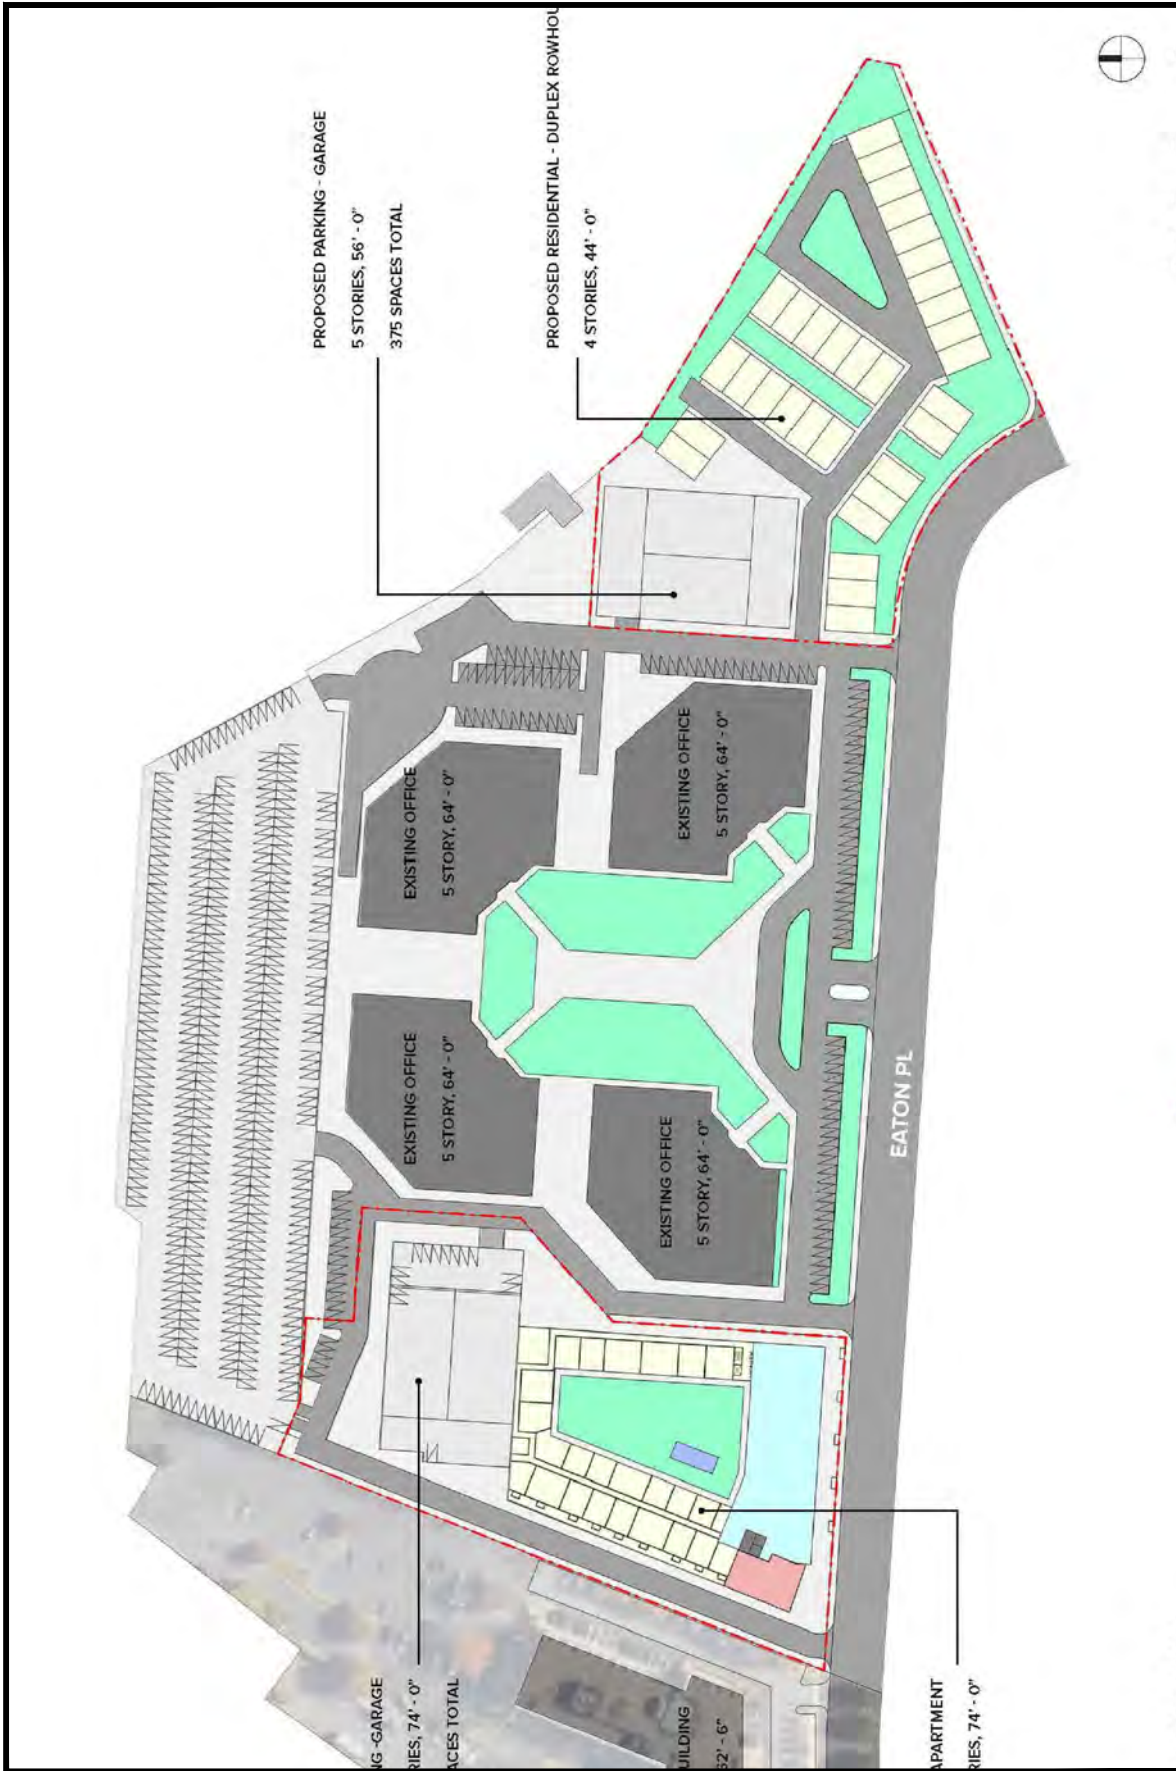 PROPOSED PARKING - GARAGE
5 STORIES, 56' - 0"
375 SPACES TOTAL
PROPOSED RESIDENTIAL - DUPLEX ROWHOU
4 STORIES, 44' - 0"
EXISTING OFFICE
5 STORY, 64' - 0"
EXISTING OFFICE
5 STORY, 64' - 0"
EXISTING OFFICE
5 STORY, 64' - 0"
EXISTING OFFICE
5 STORY, 64' - 0"
EATON PL
NG -GARAGE
RIES, 74' - 0"
ACES TOTAL
UILDING
62' - 6"
APARTMENT
RIES, 74' - 0"